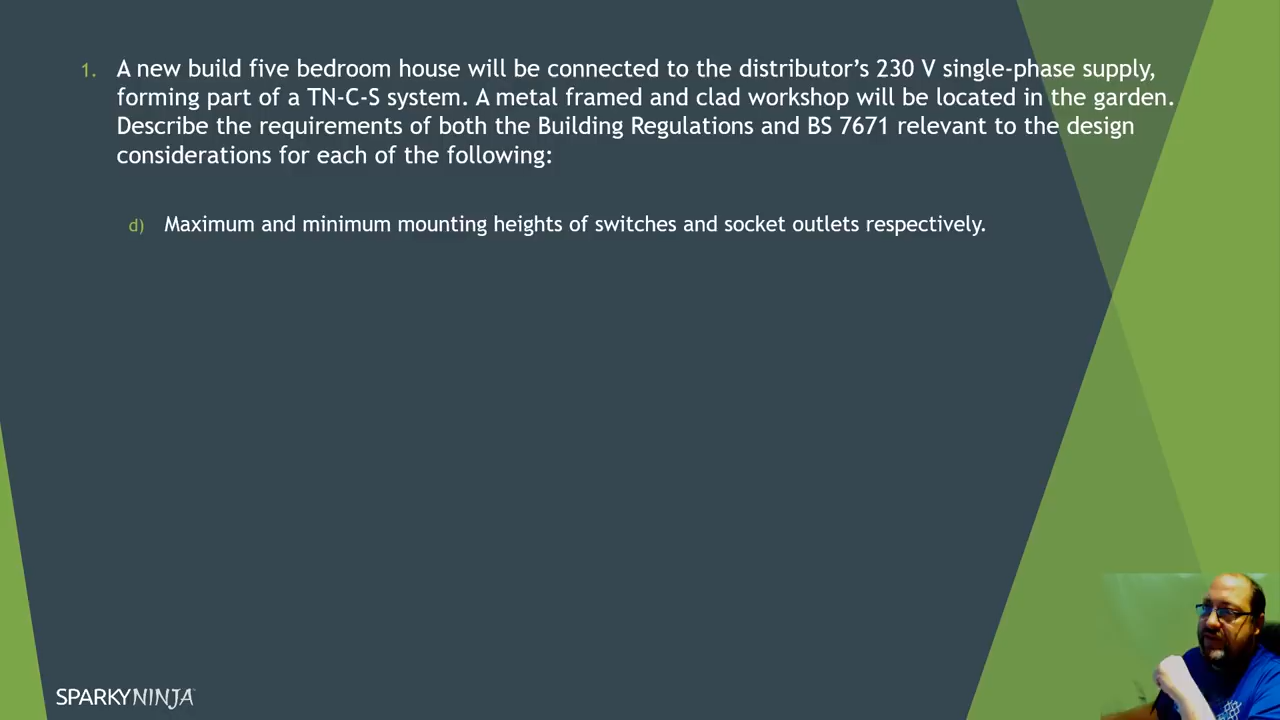 1. A new build five bedroom house will be connected to the distributor’s 230 V single-phase supply,
forming part of a TN-C-S system. A metal framed and clad workshop will be located in the garden.
Describe the requirements of both the Building Regulations and BS 7671 relevant to the design
considerations for each of the following:
d) Maximum and minimum mounting heights of switches and socket outlets respectively.
SPARKYNINJA